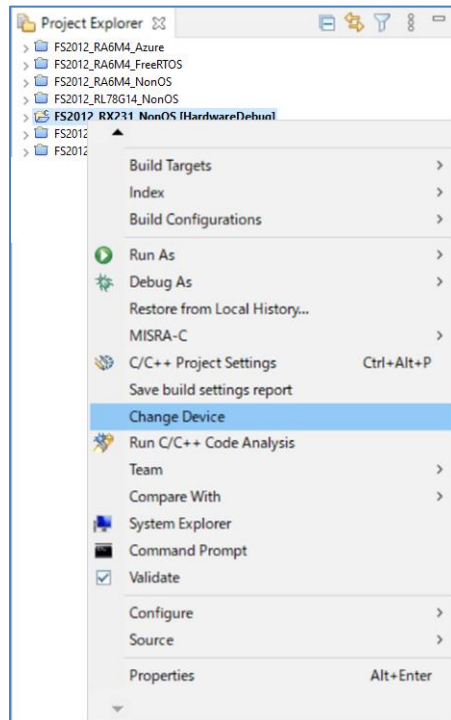 Project Explorer
FS2012_RA6M4_Azure
FS2012_RA6M4_FreeRTOS
FS2012_RA6M4_NonOS
FS2012_RL78G14_NonOS
FS2012_RX231_NonOS [HardwareDebug]
FS2012
FS2012
Build Targets
Index
Build Configurations
Run As
Debug As
Restore from Local History...
MISRA-C
C/C++ Project Settings Ctrl+Alt+P
Save build settings report
Change Device
Run C/C++ Code Analysis
Team
Compare With
System Explorer
Command Prompt
Validate
Configure
Source
Properties Alt+Enter